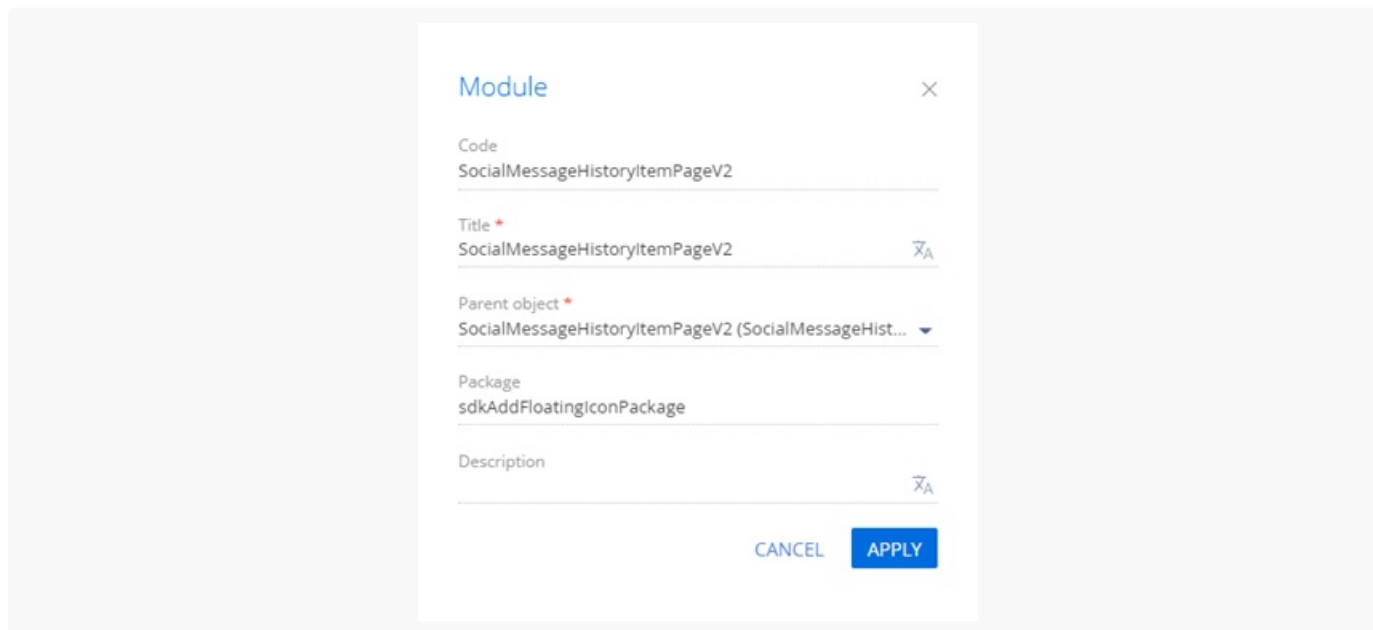 Module
Code
SocialMessageHistoryItemPageV2
Title *
SocialMessageHistoryItemPageV2
Parent object *
SocialMessageHistoryItemPageV2 (SocialMessageHist...
Package
sdkAddFloatingIconPackage
Description
CANCEL APPLY